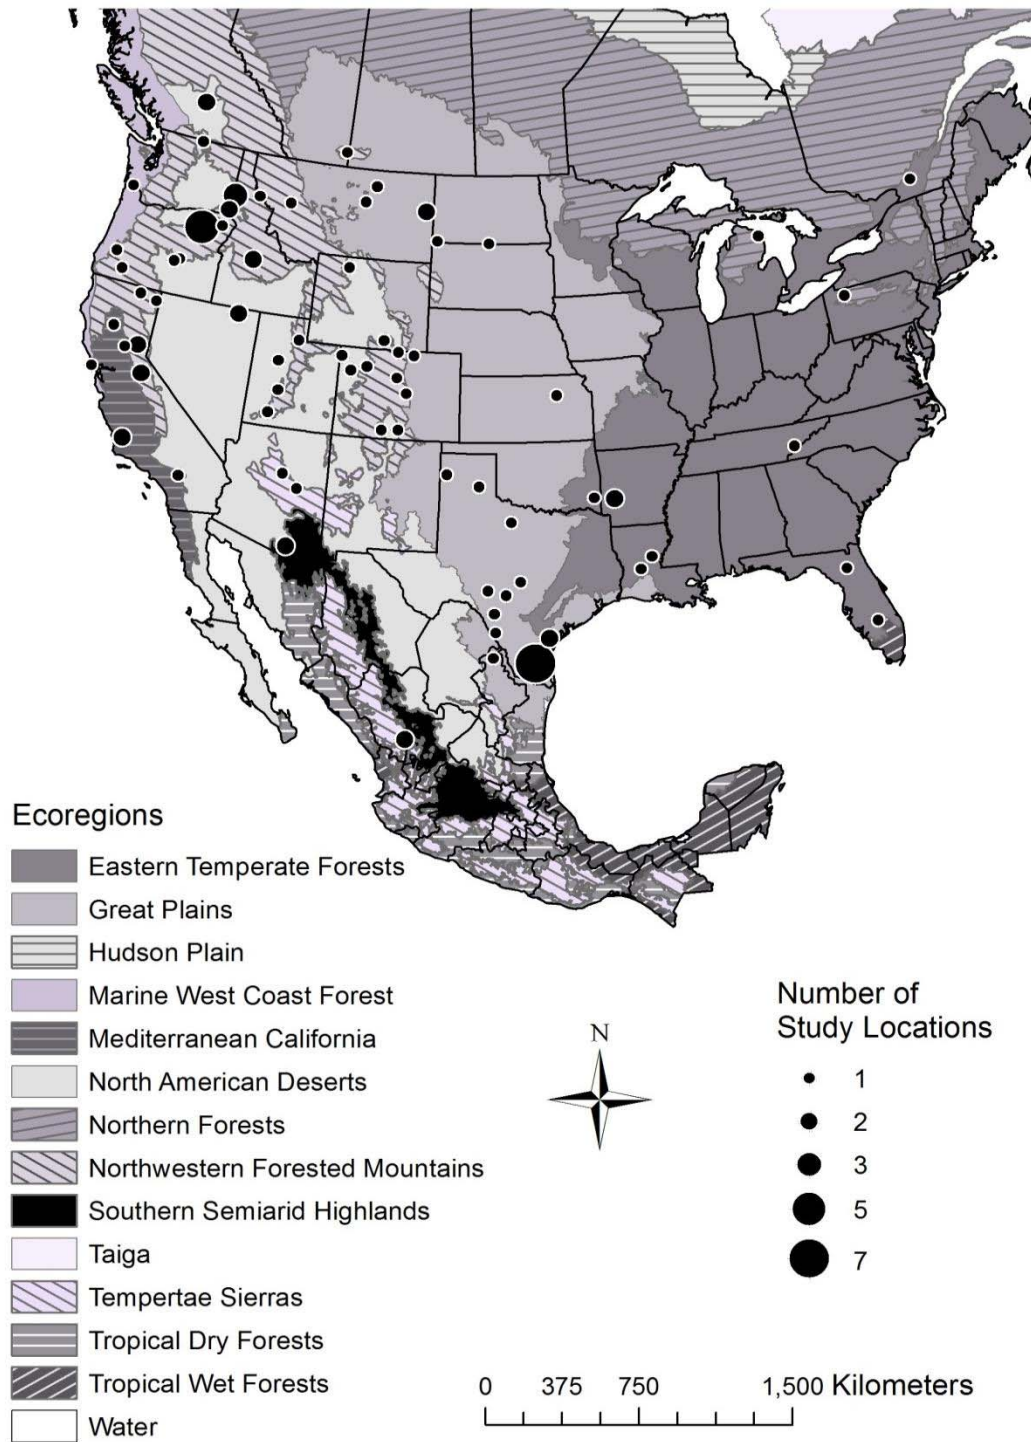 Ecoregions
Eastern Temperate Forests
Great Plains
Hudson Plain
Marine West Coast Forest
Mediterranean California
North American Deserts
Northern Forests
Northwestern Forested Mountains
Southern Semiarid Highlands
Taiga
Tempertae Sierras
Tropical Dry Forests
Tropical Wet Forests
Water
N
Number of
Study Locations
1
2
3
5
7
0 375 750 1,500 Kilometers